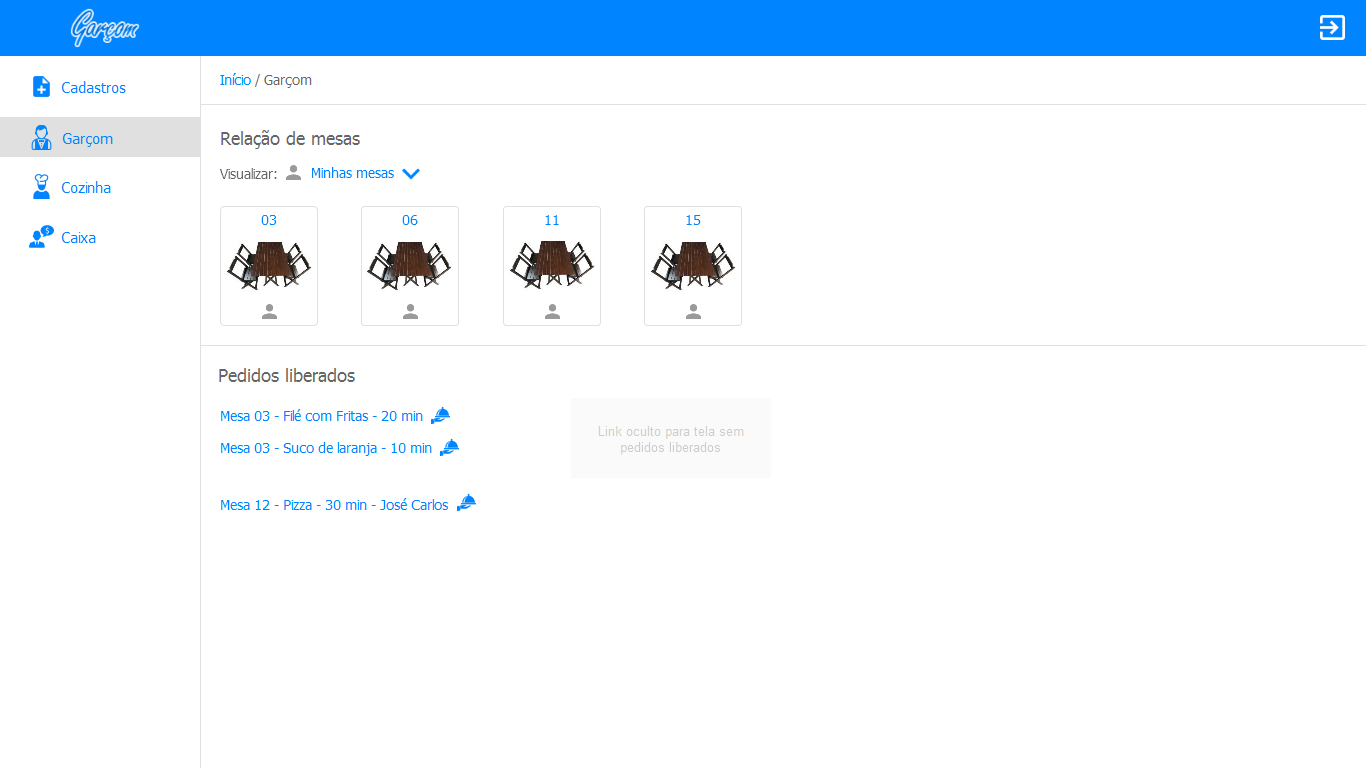 Garçom
Cadastros
Garçom
Cozinha
Caixa
Início / Garçom
Relação de mesas
Visualizar: Minhas mesas
03 06 11 15
Pedidos liberados
Mesa 03 - Filé com Fritas - 20 min
Mesa 03 - Suco de laranja - 10 min
Mesa 12 - Pizza - 30 min - José Carlos
Link oculto para tela sem
pedidos liberados